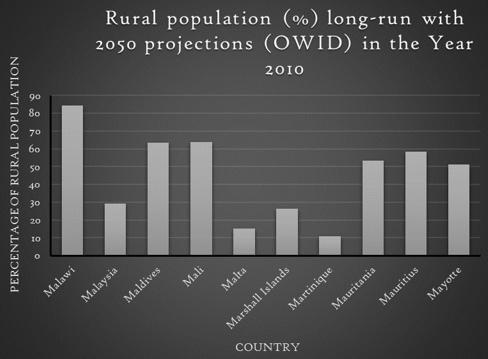 Rural population (%) long-run with
2050 projections (OWID) in the Year
2010
PERCENTAGE OF RURAL POPULATION
90
80
70
60
50
40
30
20
10
0
Malawi
Malaysia
Maldives
Mali
Malta
Marshall Islands
Martinique
Mauritania
Mauritius
Mayotte
COUNTRY